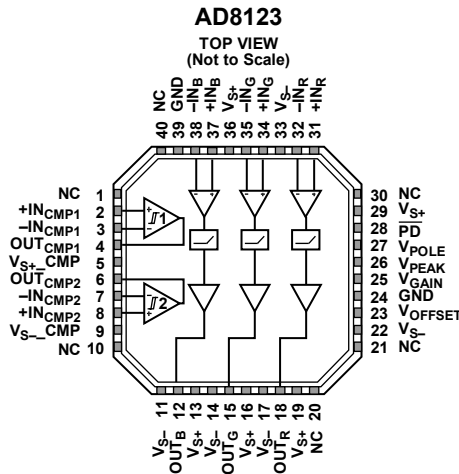 AD8123
TOP VIEW
(Not to Scale)
NC
GND
–INB
+INB
VS+
–ING
+ING
VS–
–INR
+INR
40
39
38
37
36
35
34
33
32
31
NC 1
+INCMP1 2
–INCMP1 3
OUTCMP1 4
VS+_CMP 5
OUTCMP2 6
–INCMP2 7
+INCMP2 8
VS–_CMP 9
NC 10
1
2
30 NC
29 VS+
28 PD
27 VPOLE
26 VPEAK
25 VGAIN
24 GND
23 VOFFSET
22 VS–
21 NC
11
12
13
14
15
16
17
18
19
20
VS–
OUTB
VS+
VS–
OUTG
VS+
VS–
OUTR
VS+
NC